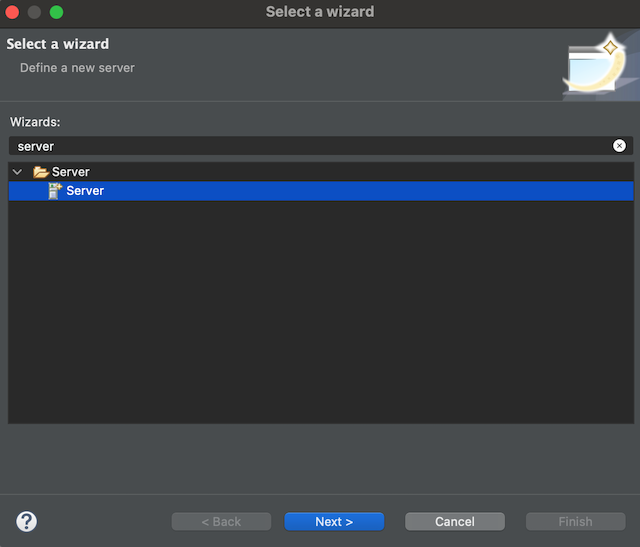 Select a wizard
Select a wizard
Define a new server
Wizards:
server
Server
Server
?
< Back
Next >
Cancel
Finish